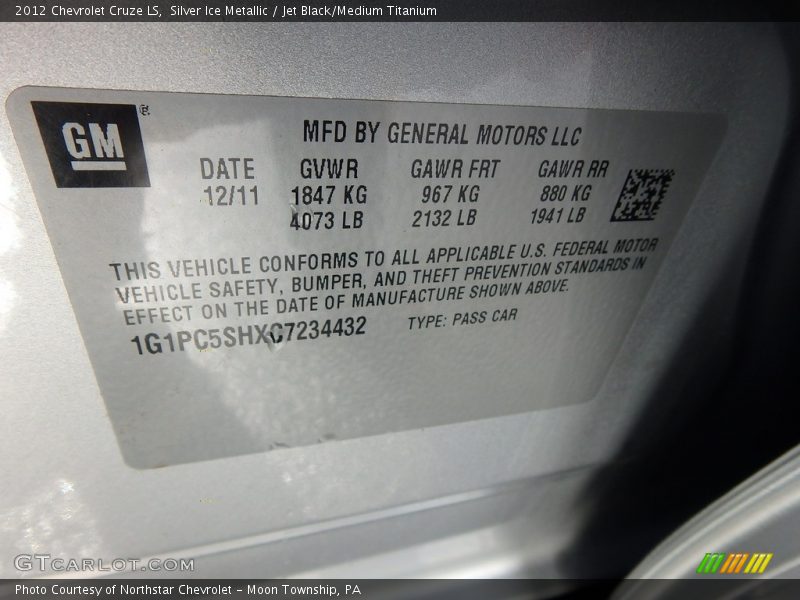 2012 Chevrolet Cruze LS, Silver Ice Metallic / Jet Black/Medium Titanium
GM®
MFD BY GENERAL MOTORS LLC
DATE GVWR GAWR FRT GAWR RR
12/11 1847 KG 967 KG 880 KG
4073 LB 2132 LB 1941 LB
THIS VEHICLE CONFORMS TO ALL APPLICABLE U.S. FEDERAL MOTOR
VEHICLE SAFETY, BUMPER, AND THEFT PREVENTION STANDARDS IN
EFFECT ON THE DATE OF MANUFACTURE SHOWN ABOVE.
1G1PC5SHXC7234432 TYPE: PASS CAR
GTCARLOT.COM
Photo Courtesy of Northstar Chevrolet - Moon Township, PA